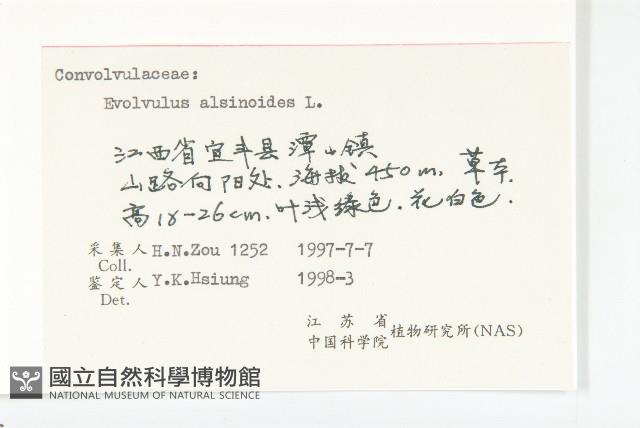 Convolvulaceae:
Evolvulus alsinoides L.
江西省宜丰县潭山镇
山路向阳处.海拔450m.草本.
高18-26cm.叶浅绿色.花白色.
采集人 H.N.Zou 1252 1997-7-7
Coll.
鉴定人 Y.K.Hsiung 1998-3
Det.
江苏省
中国科学院 植物研究所(NAS)
國立自然科學博物館
NATIONAL MUSEUM OF NATURAL SCIENCE